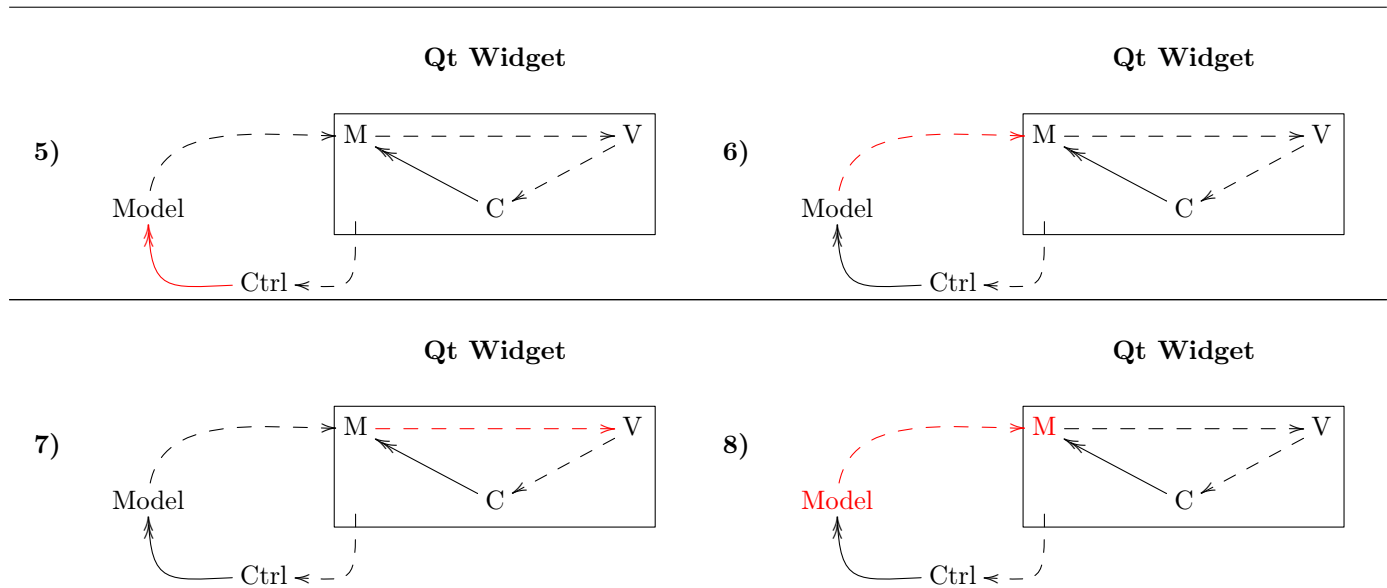 Qt Widget
Qt Widget
5)
M
V
6)
M
V
Model
C
Model
C
Ctrl
Ctrl
Qt Widget
Qt Widget
7)
M
V
8)
M
V
Model
C
Model
C
Ctrl
Ctrl